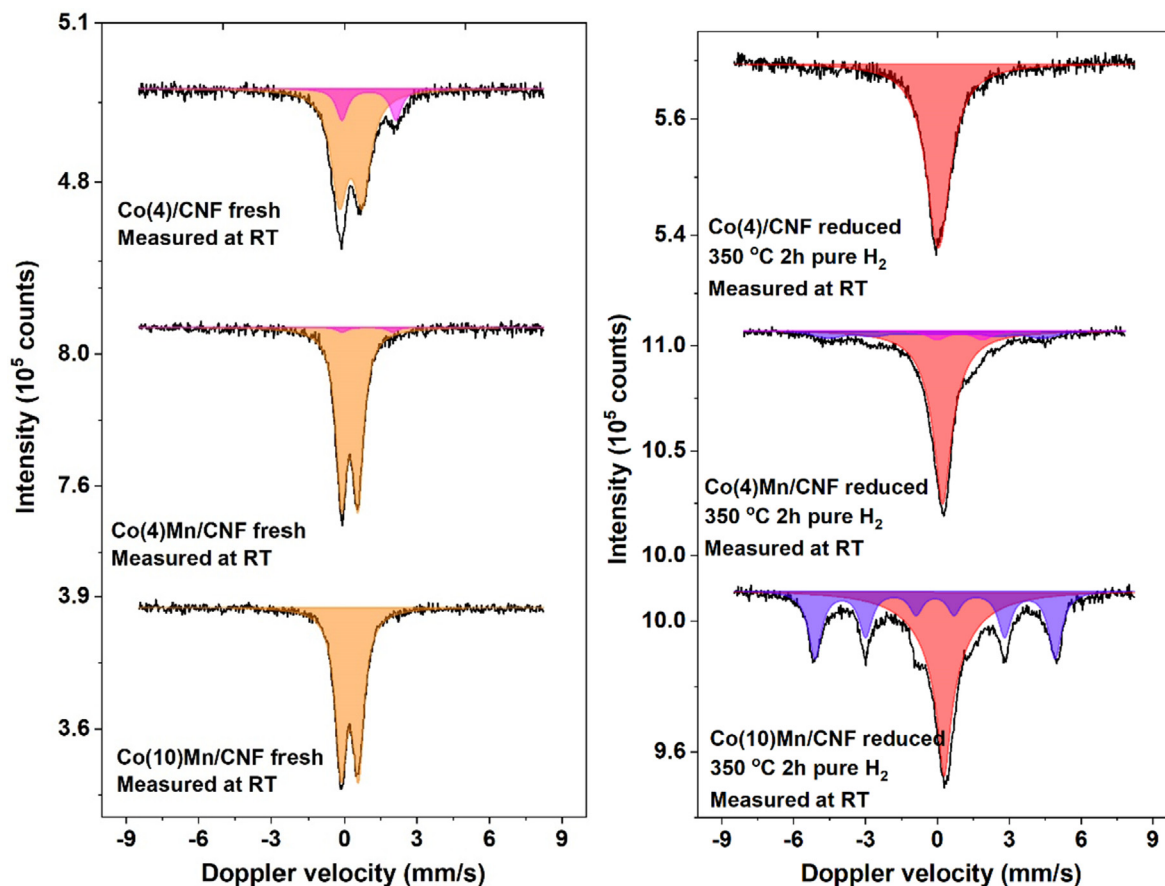 5.1
4.8
Co(4)/CNF fresh
Measured at RT
8.0
7.6
Co(4)Mn/CNF fresh
Measured at RT
3.9
3.6
Co(10)Mn/CNF fresh
Measured at RT
Intensity (10⁵ counts)
-9 -6 -3 0 3 6 9
Doppler velocity (mm/s)
5.6
5.4
Co(4)/CNF reduced
350 °C 2h pure H₂
Measured at RT
11.0
10.5
Co(4)Mn/CNF reduced
350 °C 2h pure H₂
Measured at RT
10.0
10.0
9.6
Co(10)Mn/CNF reduced
350 °C 2h pure H₂
Measured at RT
Intensity (10⁵ counts)
-9 -6 -3 0 3 6 9
Doppler velocity (mm/s)